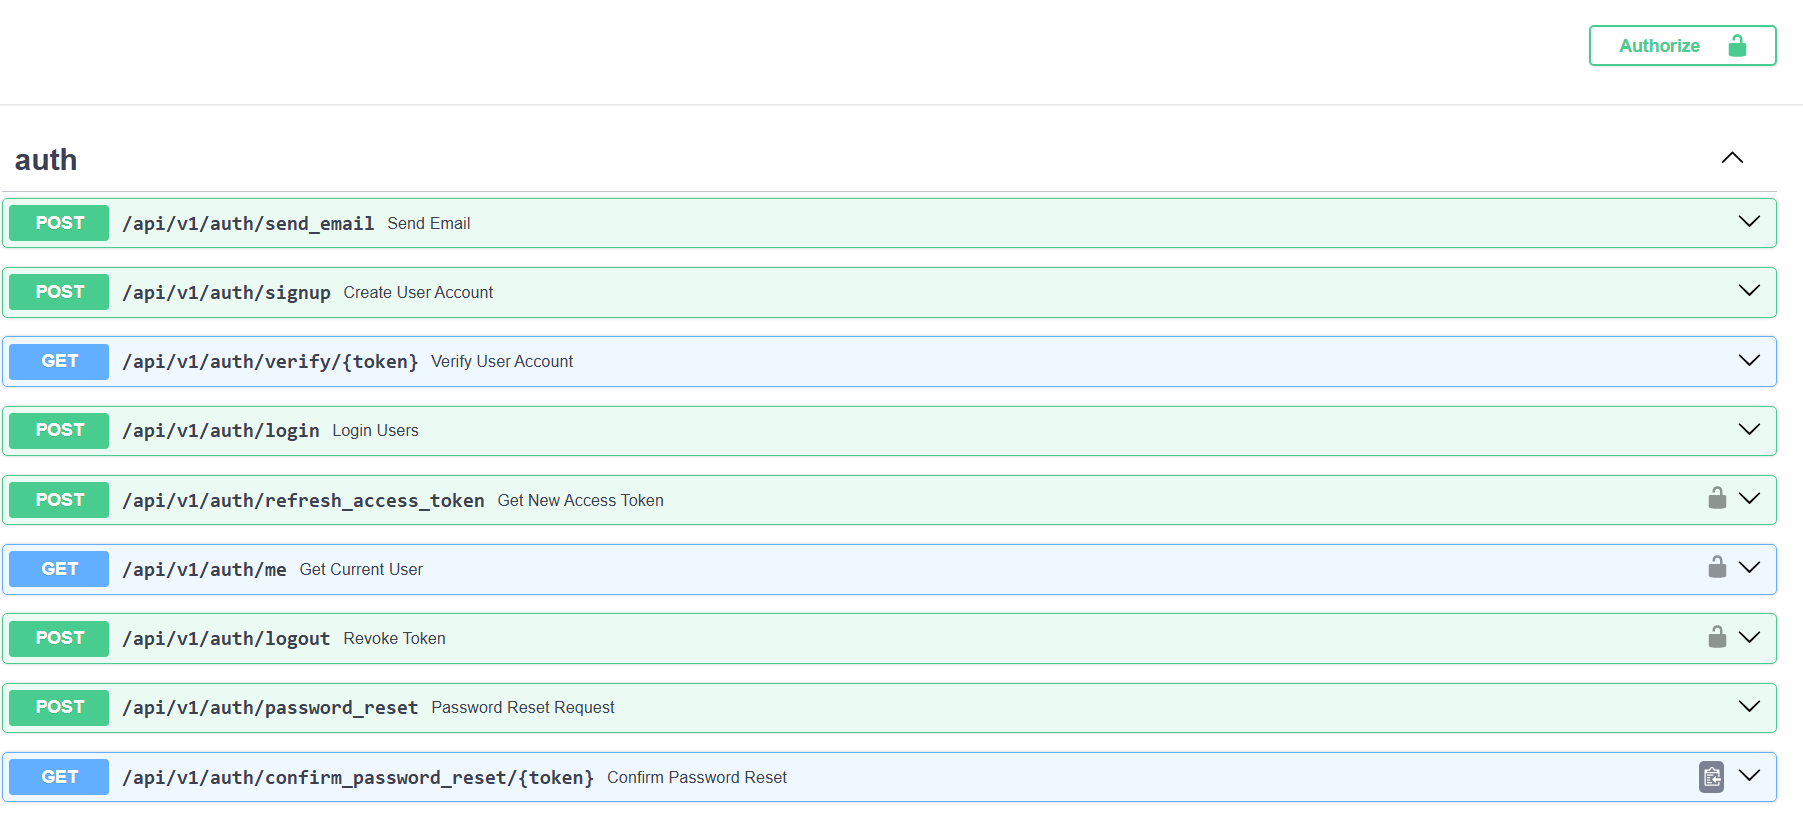 Authorize
auth
POST /api/v1/auth/send_email Send Email
POST /api/v1/auth/signup Create User Account
GET /api/v1/auth/verify/{token} Verify User Account
POST /api/v1/auth/login Login Users
POST /api/v1/auth/refresh_access_token Get New Access Token
GET /api/v1/auth/me Get Current User
POST /api/v1/auth/logout Revoke Token
POST /api/v1/auth/password_reset Password Reset Request
GET /api/v1/auth/confirm_password_reset/{token} Confirm Password Reset